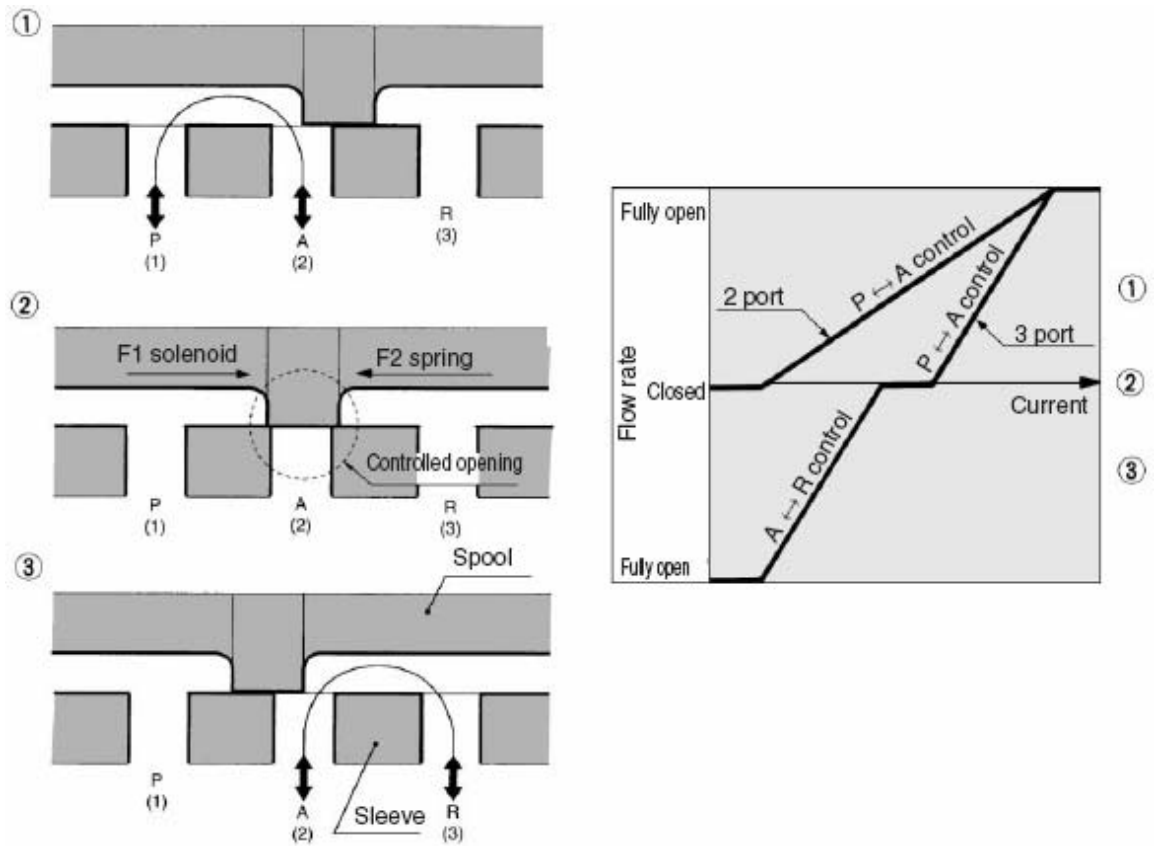 ①
P
(1)
A
(2)
R
(3)
②
F1 solenoid
F2 spring
Controlled opening
P
(1)
A
(2)
R
(3)
③
Spool
P
(1)
A
(2)
Sleeve
R
(3)
Flow rate
Fully open
Closed
Fully open
2 port
P ↔ A control
P ↔ A control
3 port
Current
A ↔ R control
①
②
③